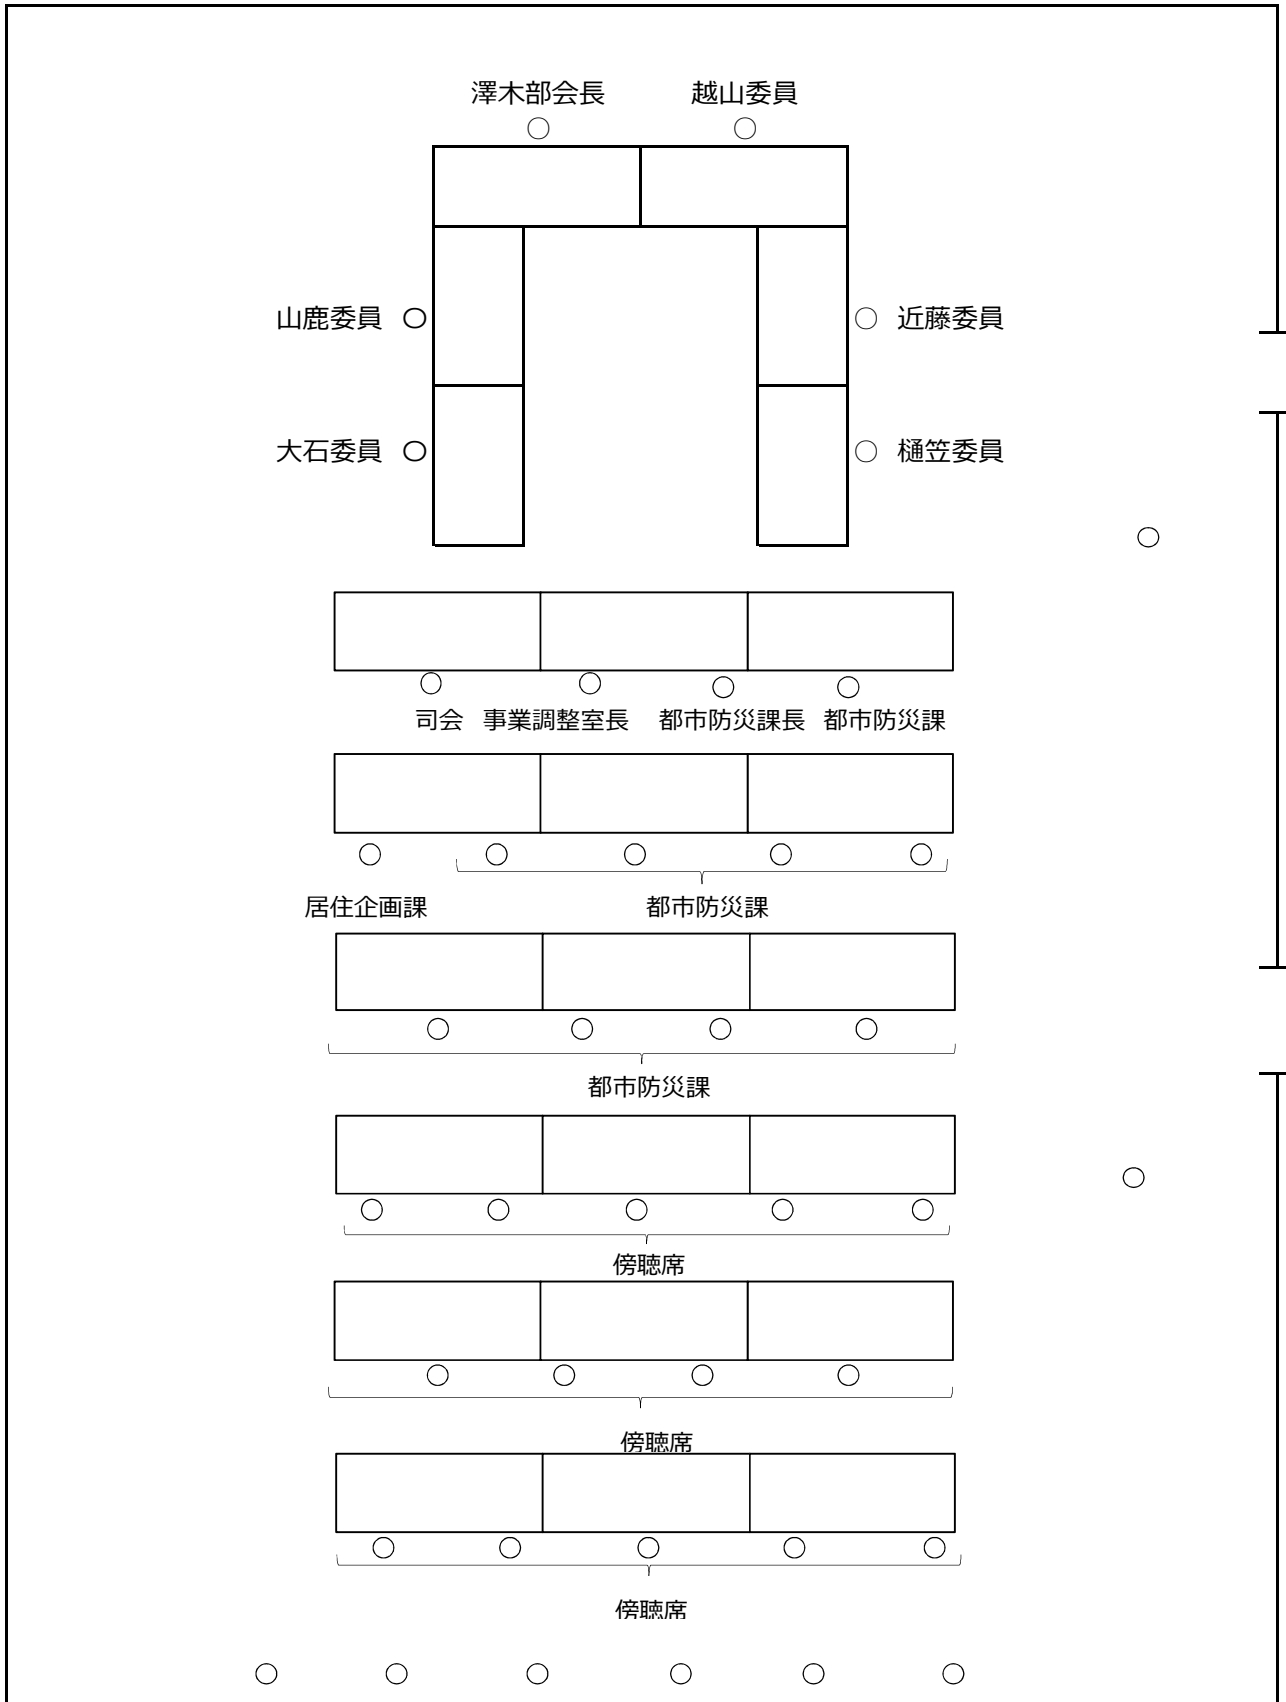 澤木部会長 越山委員
山鹿委員 近藤委員
大石委員 樋笠委員
司会 事業調整室長 都市防災課長 都市防災課
居住企画課 都市防災課
都市防災課
傍聴席
傍聴席
傍聴席